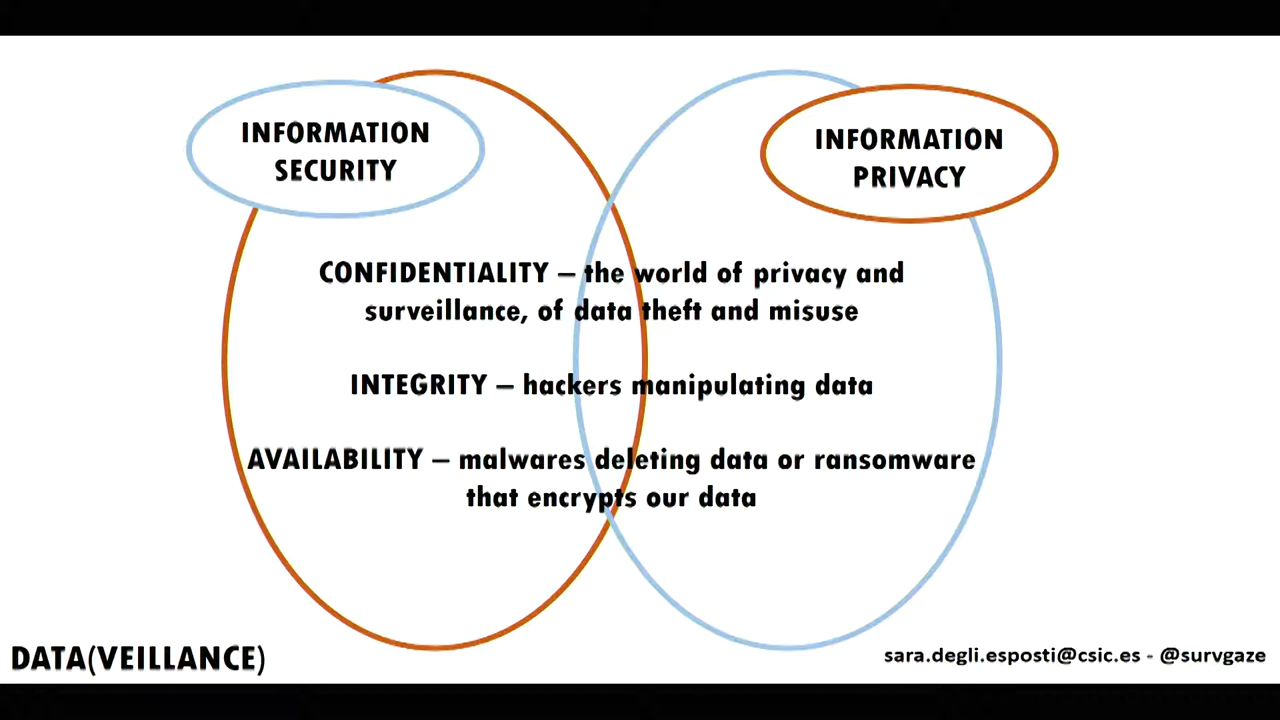 INFORMATION
SECURITY
INFORMATION
PRIVACY
CONFIDENTIALITY – the world of privacy and
surveillance, of data theft and misuse
INTEGRITY – hackers manipulating data
AVAILABILITY – malwares deleting data or ransomware
that encrypts our data
DATA(VEILLANCE)
sara.degli.esposti@csic.es - @survgaze